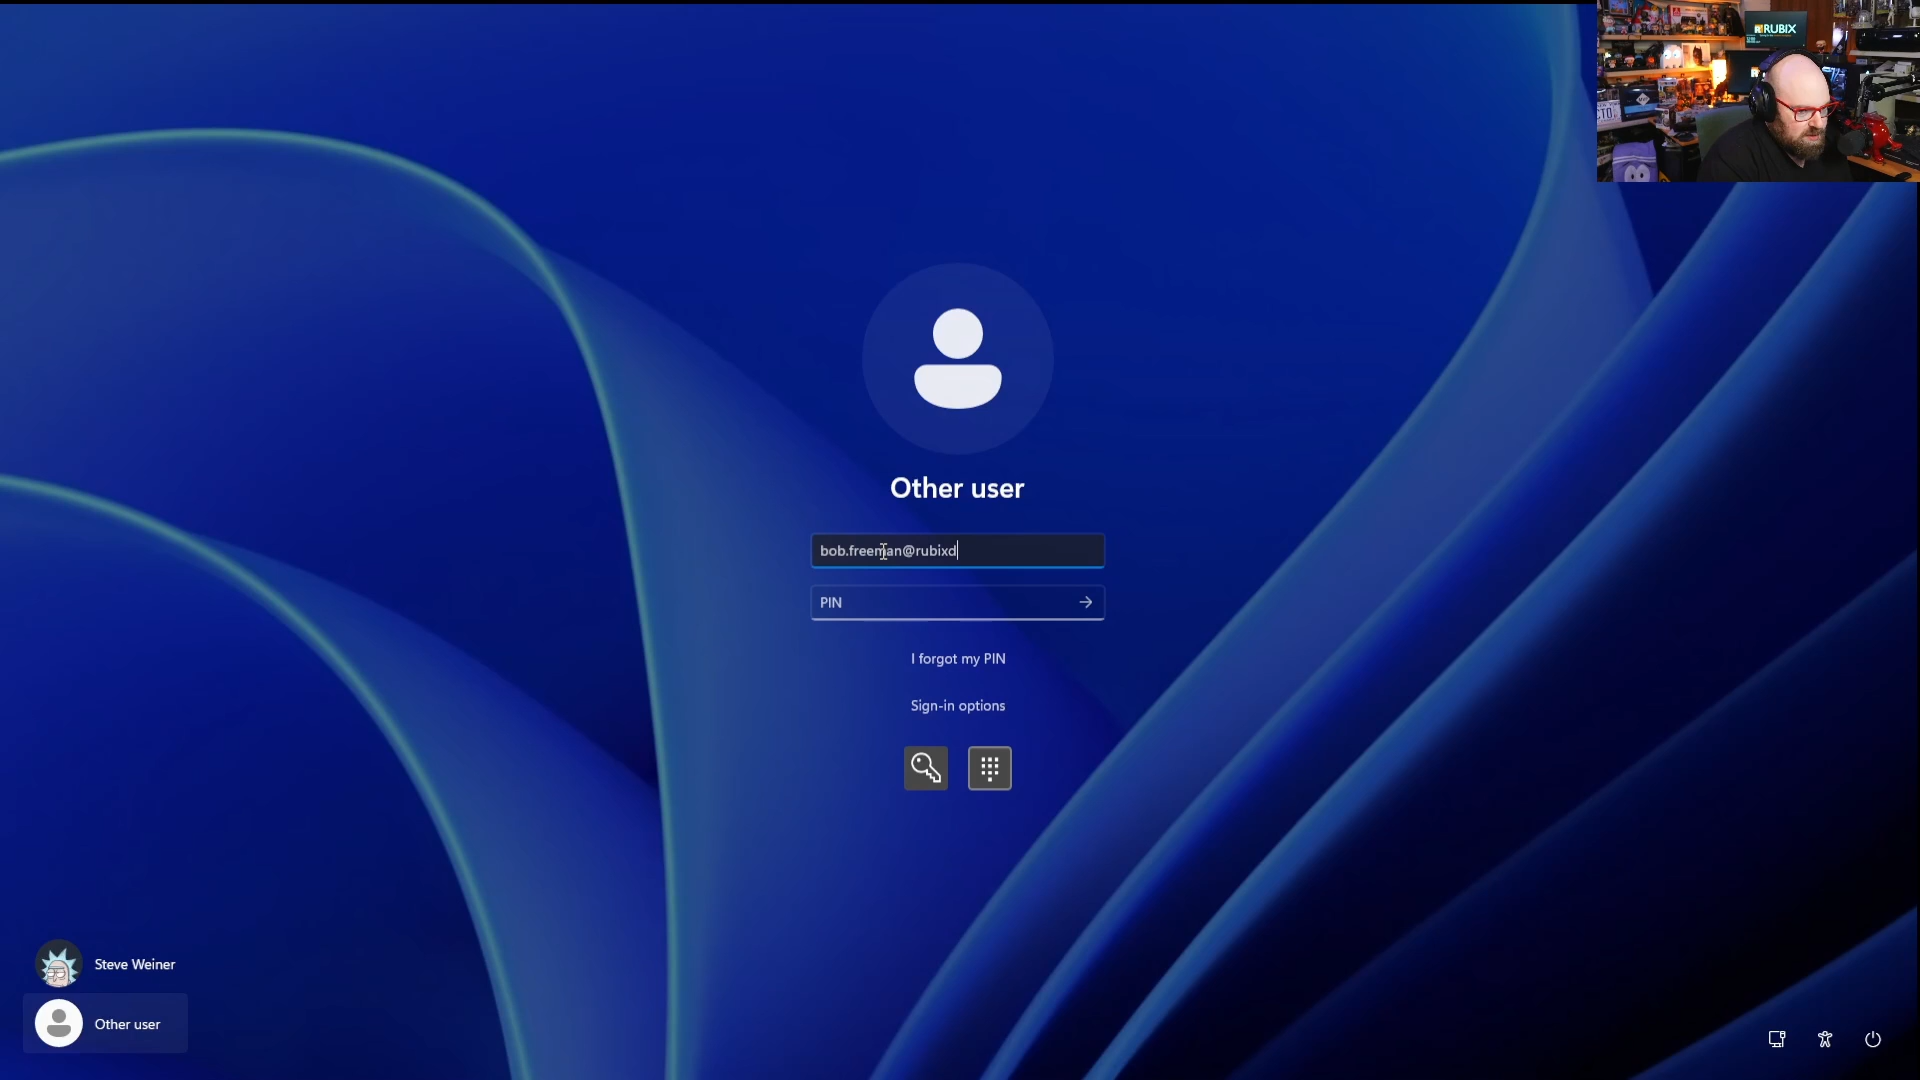 RUBIX
Other user
bob.freeman@rubixd
PIN
I forgot my PIN
Sign-in options
Steve Weiner
Other user